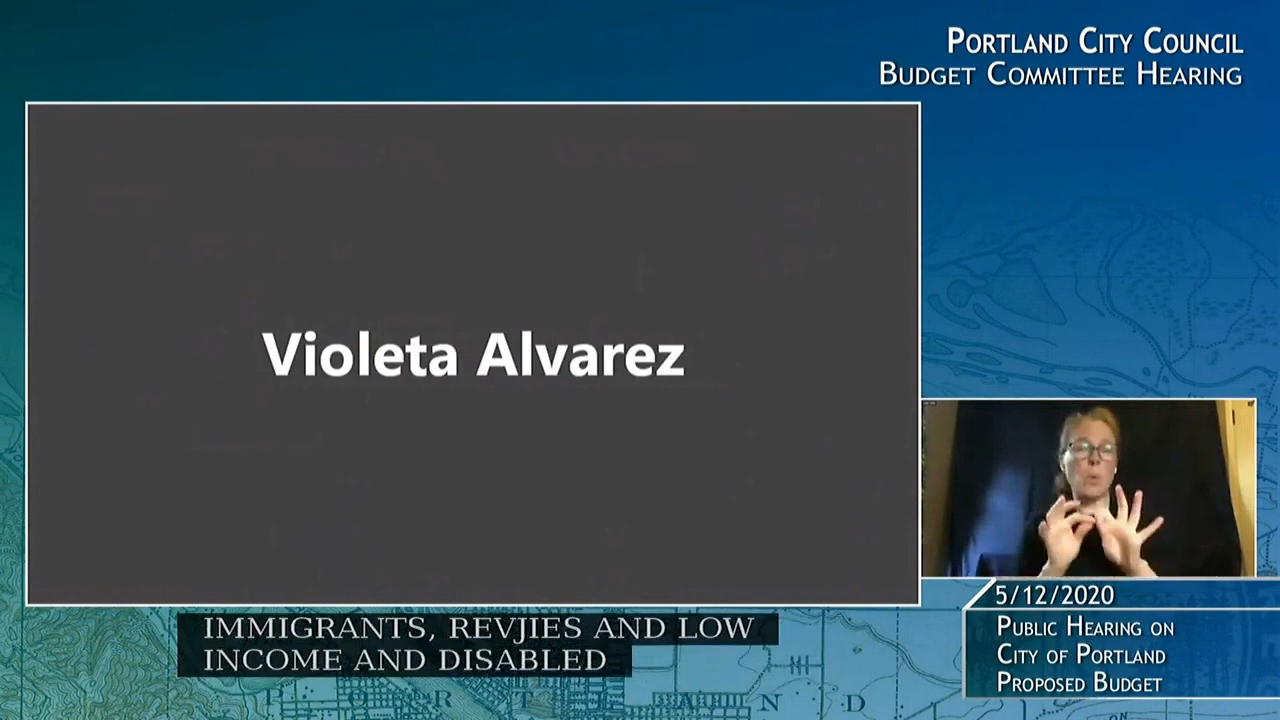 Portland City Council
Budget Committee Hearing
Violeta Alvarez
IMMIGRANTS, REVJIES AND LOW
INCOME AND DISABLED
5/12/2020
Public Hearing on
City of Portland
Proposed Budget
P O R T L A N D